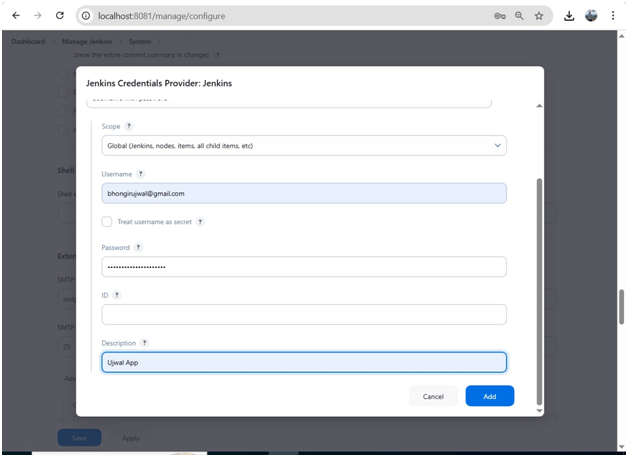 localhost:8081/manage/configure
Dashboard Manage Jenkins System
Show the entire commit summary in changes ?
Jenkins Credentials Provider: Jenkins
Username with password
Scope ?
Global (Jenkins, nodes, items, all child items, etc)
Username ?
bhongirujwal@gmail.com
Treat username as secret ?
Password ?
ID ?
Description ?
Ujwal App
Cancel Add
Shell
Exten
SMTP
SMTP
25
Save Apply